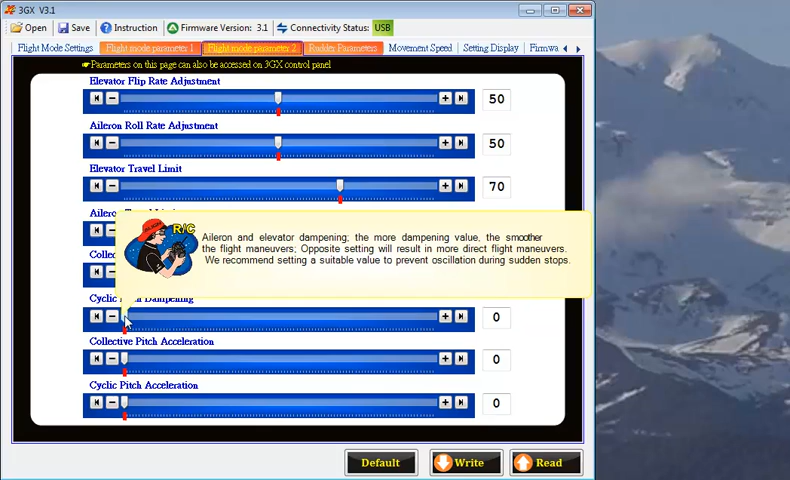 3GX V3.1
Open Save Instruction Firmware Version: 3.1 Connectivity Status: USB
Flight Mode Settings Flight mode parameter 1 Flight mode parameter 2 Rudder Parameters Movement Speed Setting Display Firmwa
Parameters on this page can also be accessed on 3GX control panel
Elevator Flip Rate Adjustment
50
Aileron Roll Rate Adjustment
50
Elevator Travel Limit
70
Ailero
R/C
Aileron and elevator dampening; the more dampening value, the smoother
the flight maneuvers; Opposite setting will result in more direct flight maneuvers.
We recommend setting a suitable value to prevent oscillation during sudden stops.
Collec
Cyclic Dampening
0
Collective Pitch Acceleration
0
Cyclic Pitch Acceleration
0
Default Write Read